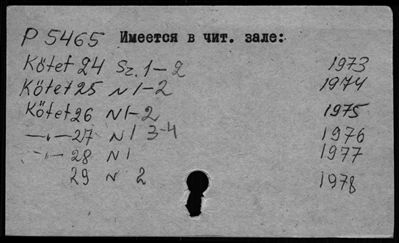 Р 5465 Имеется в чит. зале:
Kötet 24 Sz. 1-2 1973
Kötet 25 N 1-2 1974
Kötet 26 N 1-2 1975
-"- 27 N 1 3-4 1976
-"- 28 N 1 1977
29 N 2 1978